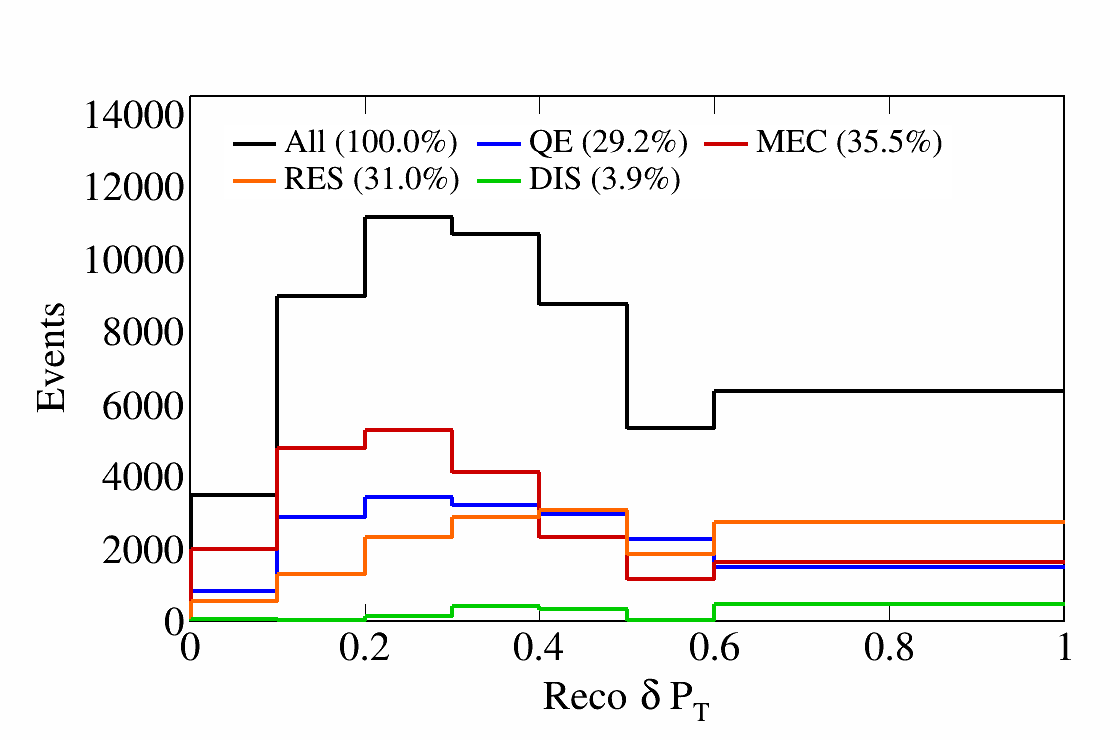 14000
12000
10000
8000
6000
4000
2000
0
Events
All (100.0%) QE (29.2%) MEC (35.5%)
RES (31.0%) DIS (3.9%)
0 0.2 0.4 0.6 0.8 1
Reco δ P_T